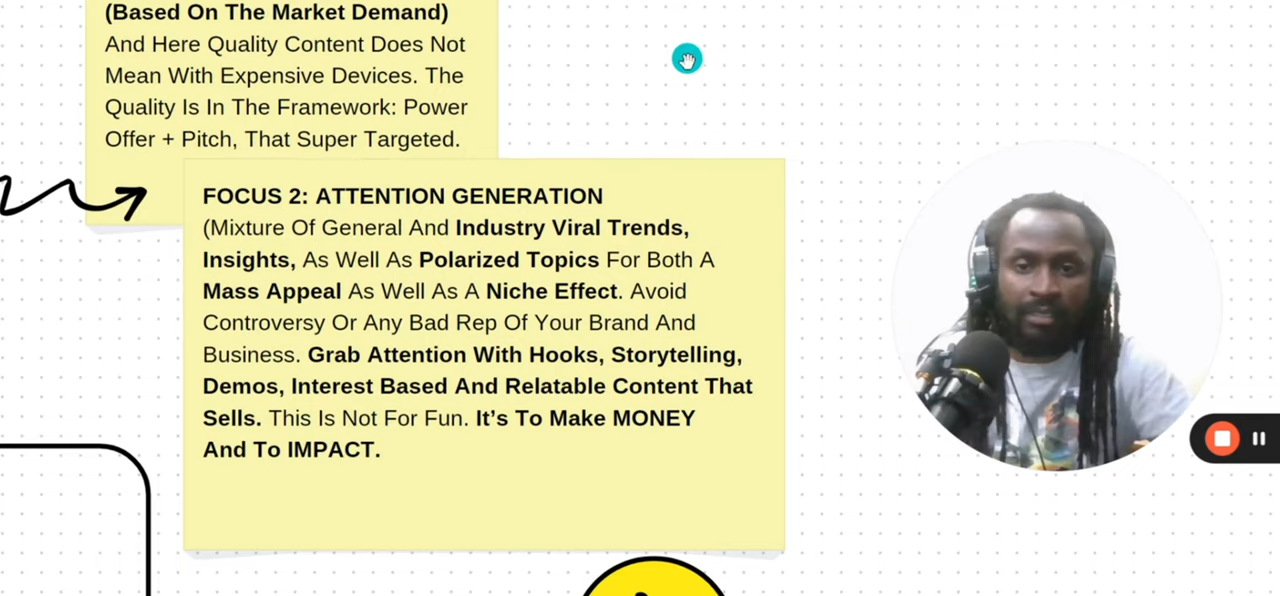 (Based On The Market Demand)
And Here Quality Content Does Not
Mean With Expensive Devices. The
Quality Is In The Framework: Power
Offer + Pitch, That Super Targeted.
FOCUS 2: ATTENTION GENERATION
(Mixture Of General And Industry Viral Trends,
Insights, As Well As Polarized Topics For Both A
Mass Appeal As Well As A Niche Effect. Avoid
Controversy Or Any Bad Rep Of Your Brand And
Business. Grab Attention With Hooks, Storytelling,
Demos, Interest Based And Relatable Content That
Sells. This Is Not For Fun. It’s To Make MONEY
And To IMPACT.